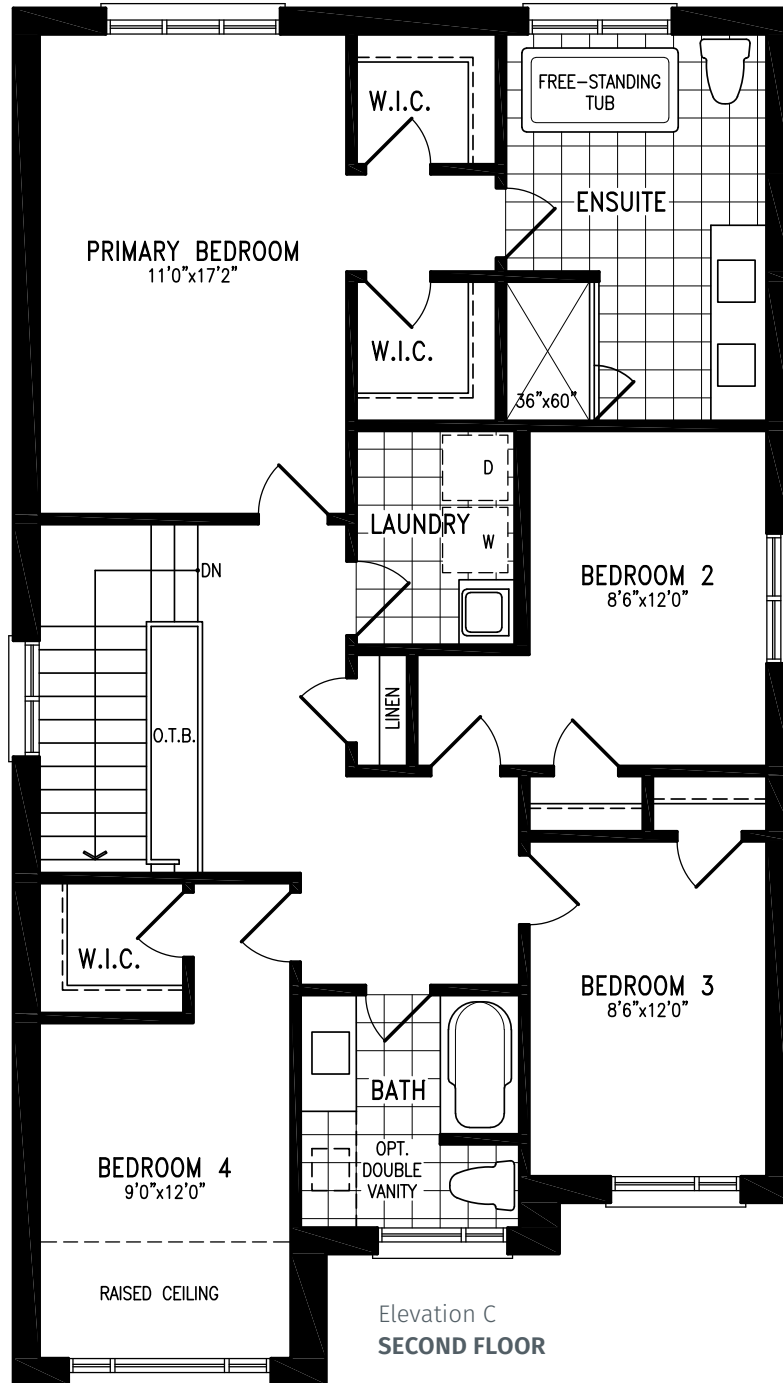 W.I.C.
FREE-STANDING
TUB
ENSUITE
PRIMARY BEDROOM
11'0"x17'2"
W.I.C.
36"x60"
D
LAUNDRY
W
DN
BEDROOM 2
8'6"x12'0"
LINEN
O.T.B.
W.I.C.
BEDROOM 3
8'6"x12'0"
BATH
OPT.
DOUBLE
VANITY
BEDROOM 4
9'0"x12'0"
RAISED CEILING
Elevation C
SECOND FLOOR